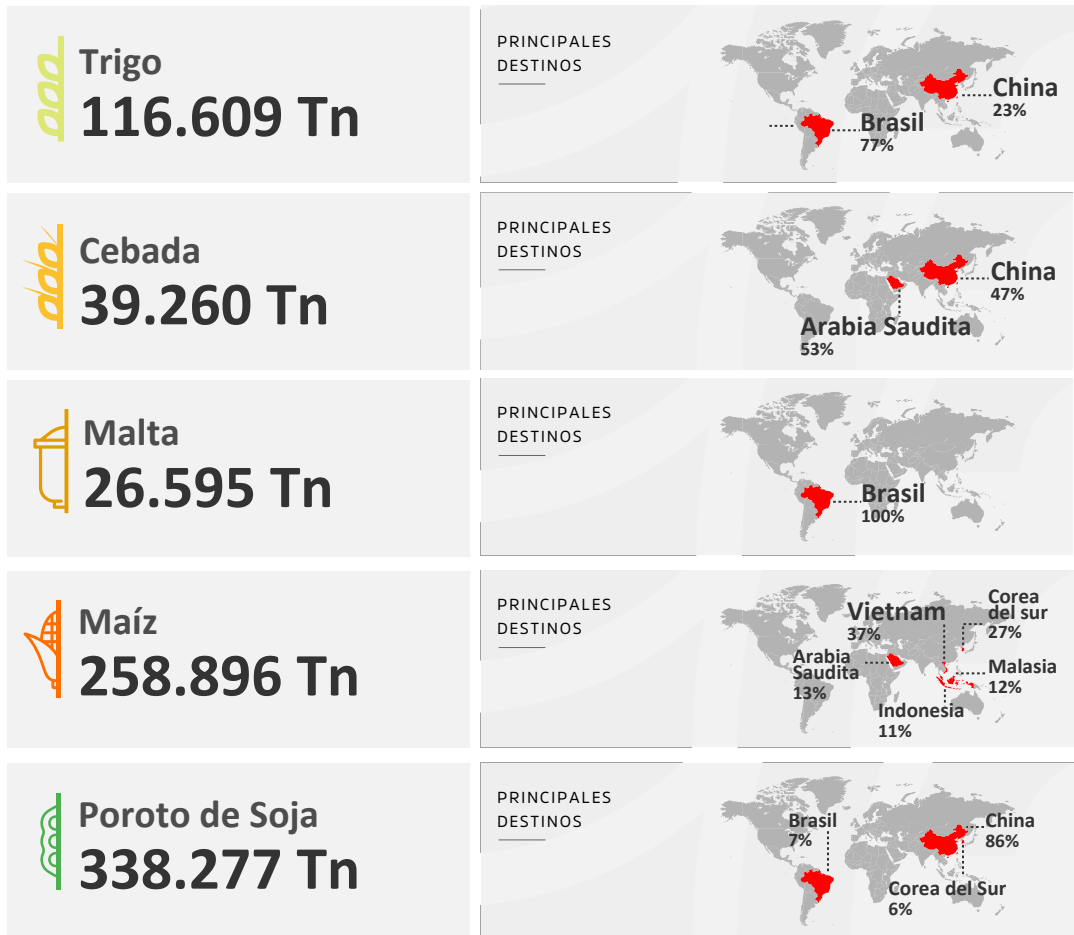 Trigo
116.609 Tn
PRINCIPALES
DESTINOS
China
23%
Brasil
77%
Cebada
39.260 Tn
PRINCIPALES
DESTINOS
China
47%
Arabia Saudita
53%
Malta
26.595 Tn
PRINCIPALES
DESTINOS
Brasil
100%
Maíz
258.896 Tn
PRINCIPALES
DESTINOS
Vietnam
37%
Corea
del sur
27%
Arabia
Saudita
13%
Malasia
12%
Indonesia
11%
Poroto de Soja
338.277 Tn
PRINCIPALES
DESTINOS
Brasil
7%
China
86%
Corea del Sur
6%